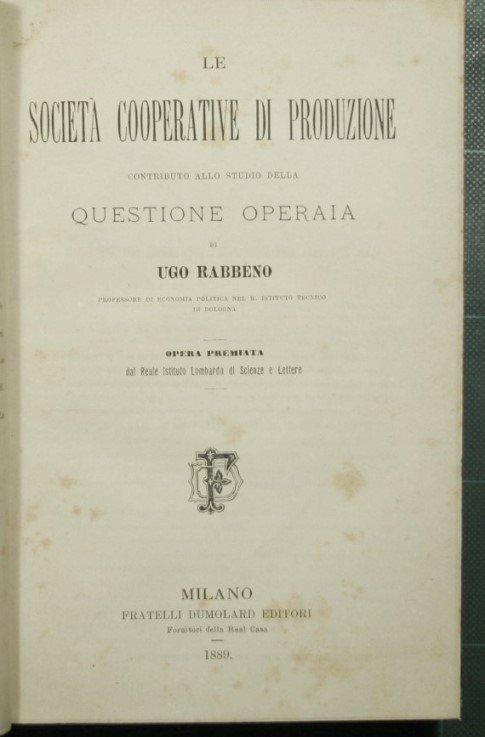 LE
SOCIETÀ COOPERATIVE DI PRODUZIONE
CONTRIBUTO ALLO STUDIO DELLA
QUESTIONE OPERAIA
DI
UGO RABBENO
PROFESSORE DI ECONOMIA POLITICA NEL R. ISTITUTO TECNICO
DI BOLOGNA
OPERA PREMIATA
dal Reale Istituto Lombardo di Scienze e Lettere
MILANO
FRATELLI DUMOLARD EDITORI
Fornitori della Real Casa
1889.